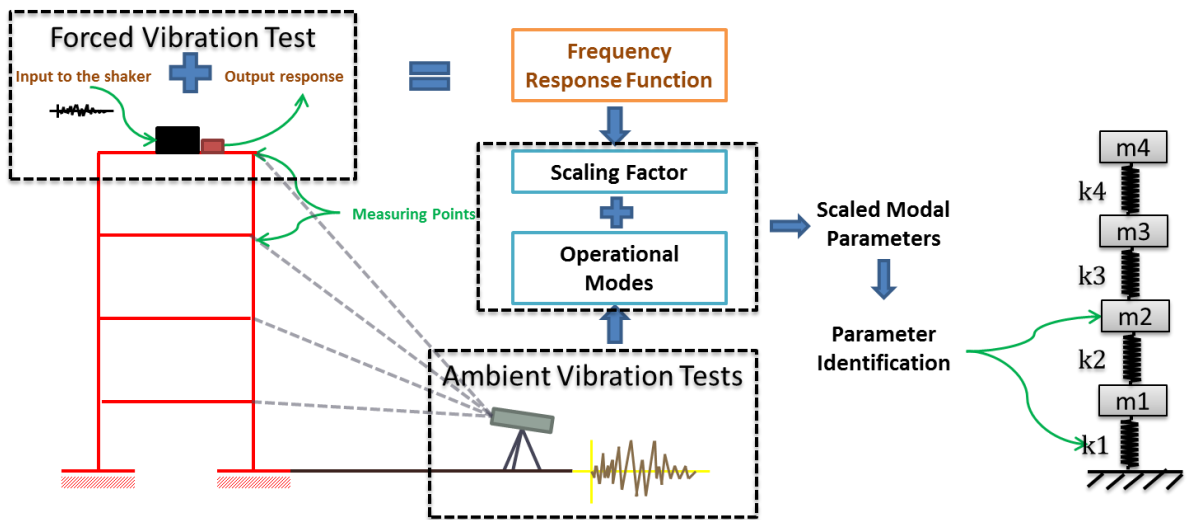 Forced Vibration Test
Input to the shaker
Output response
Measuring Points
Frequency
Response Function
Scaling Factor
Operational
Modes
Ambient Vibration Tests
Scaled Modal
Parameters
Parameter
Identification
m4
k4
m3
k3
m2
k2
m1
k1